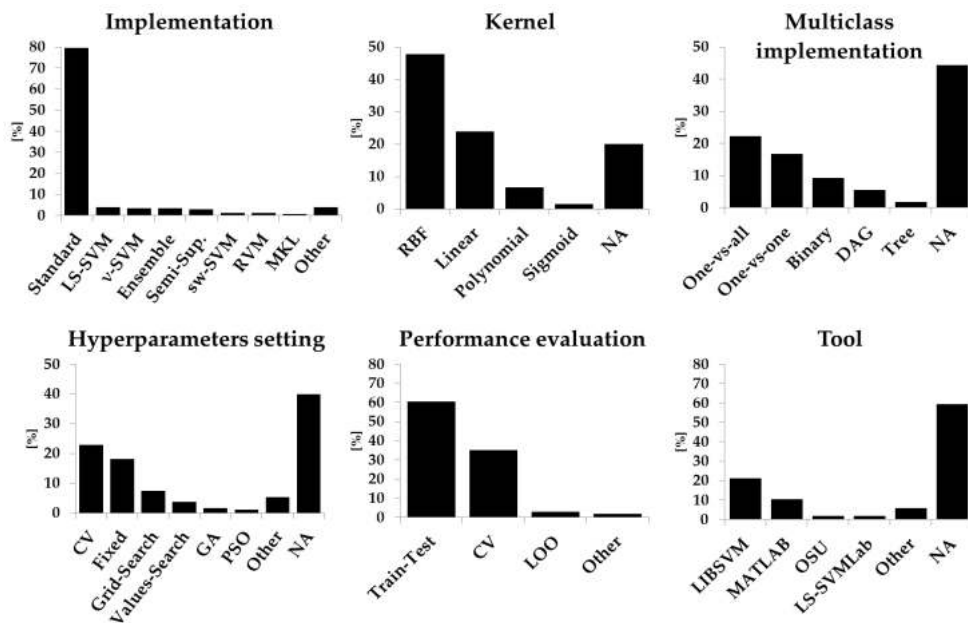 Implementation
80
70
60
50
40
30
20
10
0
[%]
Standard
LS-SVM
ν-SVM
Ensemble
Semi-Sup.
sw-SVM
RVM
MKL
Other
Kernel
50
40
30
20
10
0
[%]
RBF
Linear
Polynomial
Sigmoid
NA
Multiclass
implementation
50
40
30
20
10
0
[%]
One-vs-all
One-vs-one
Binary
DAG
Tree
NA
Hyperparameters setting
50
40
30
20
10
0
[%]
CV
Fixed
Grid-Search
Values-Search
GA
PSO
Other
NA
Performance evaluation
80
70
60
50
40
30
20
10
0
[%]
Train-Test
CV
LOO
Other
Tool
80
70
60
50
40
30
20
10
0
[%]
LIBSVM
MATLAB
OSU
LS-SVMLab
Other
NA